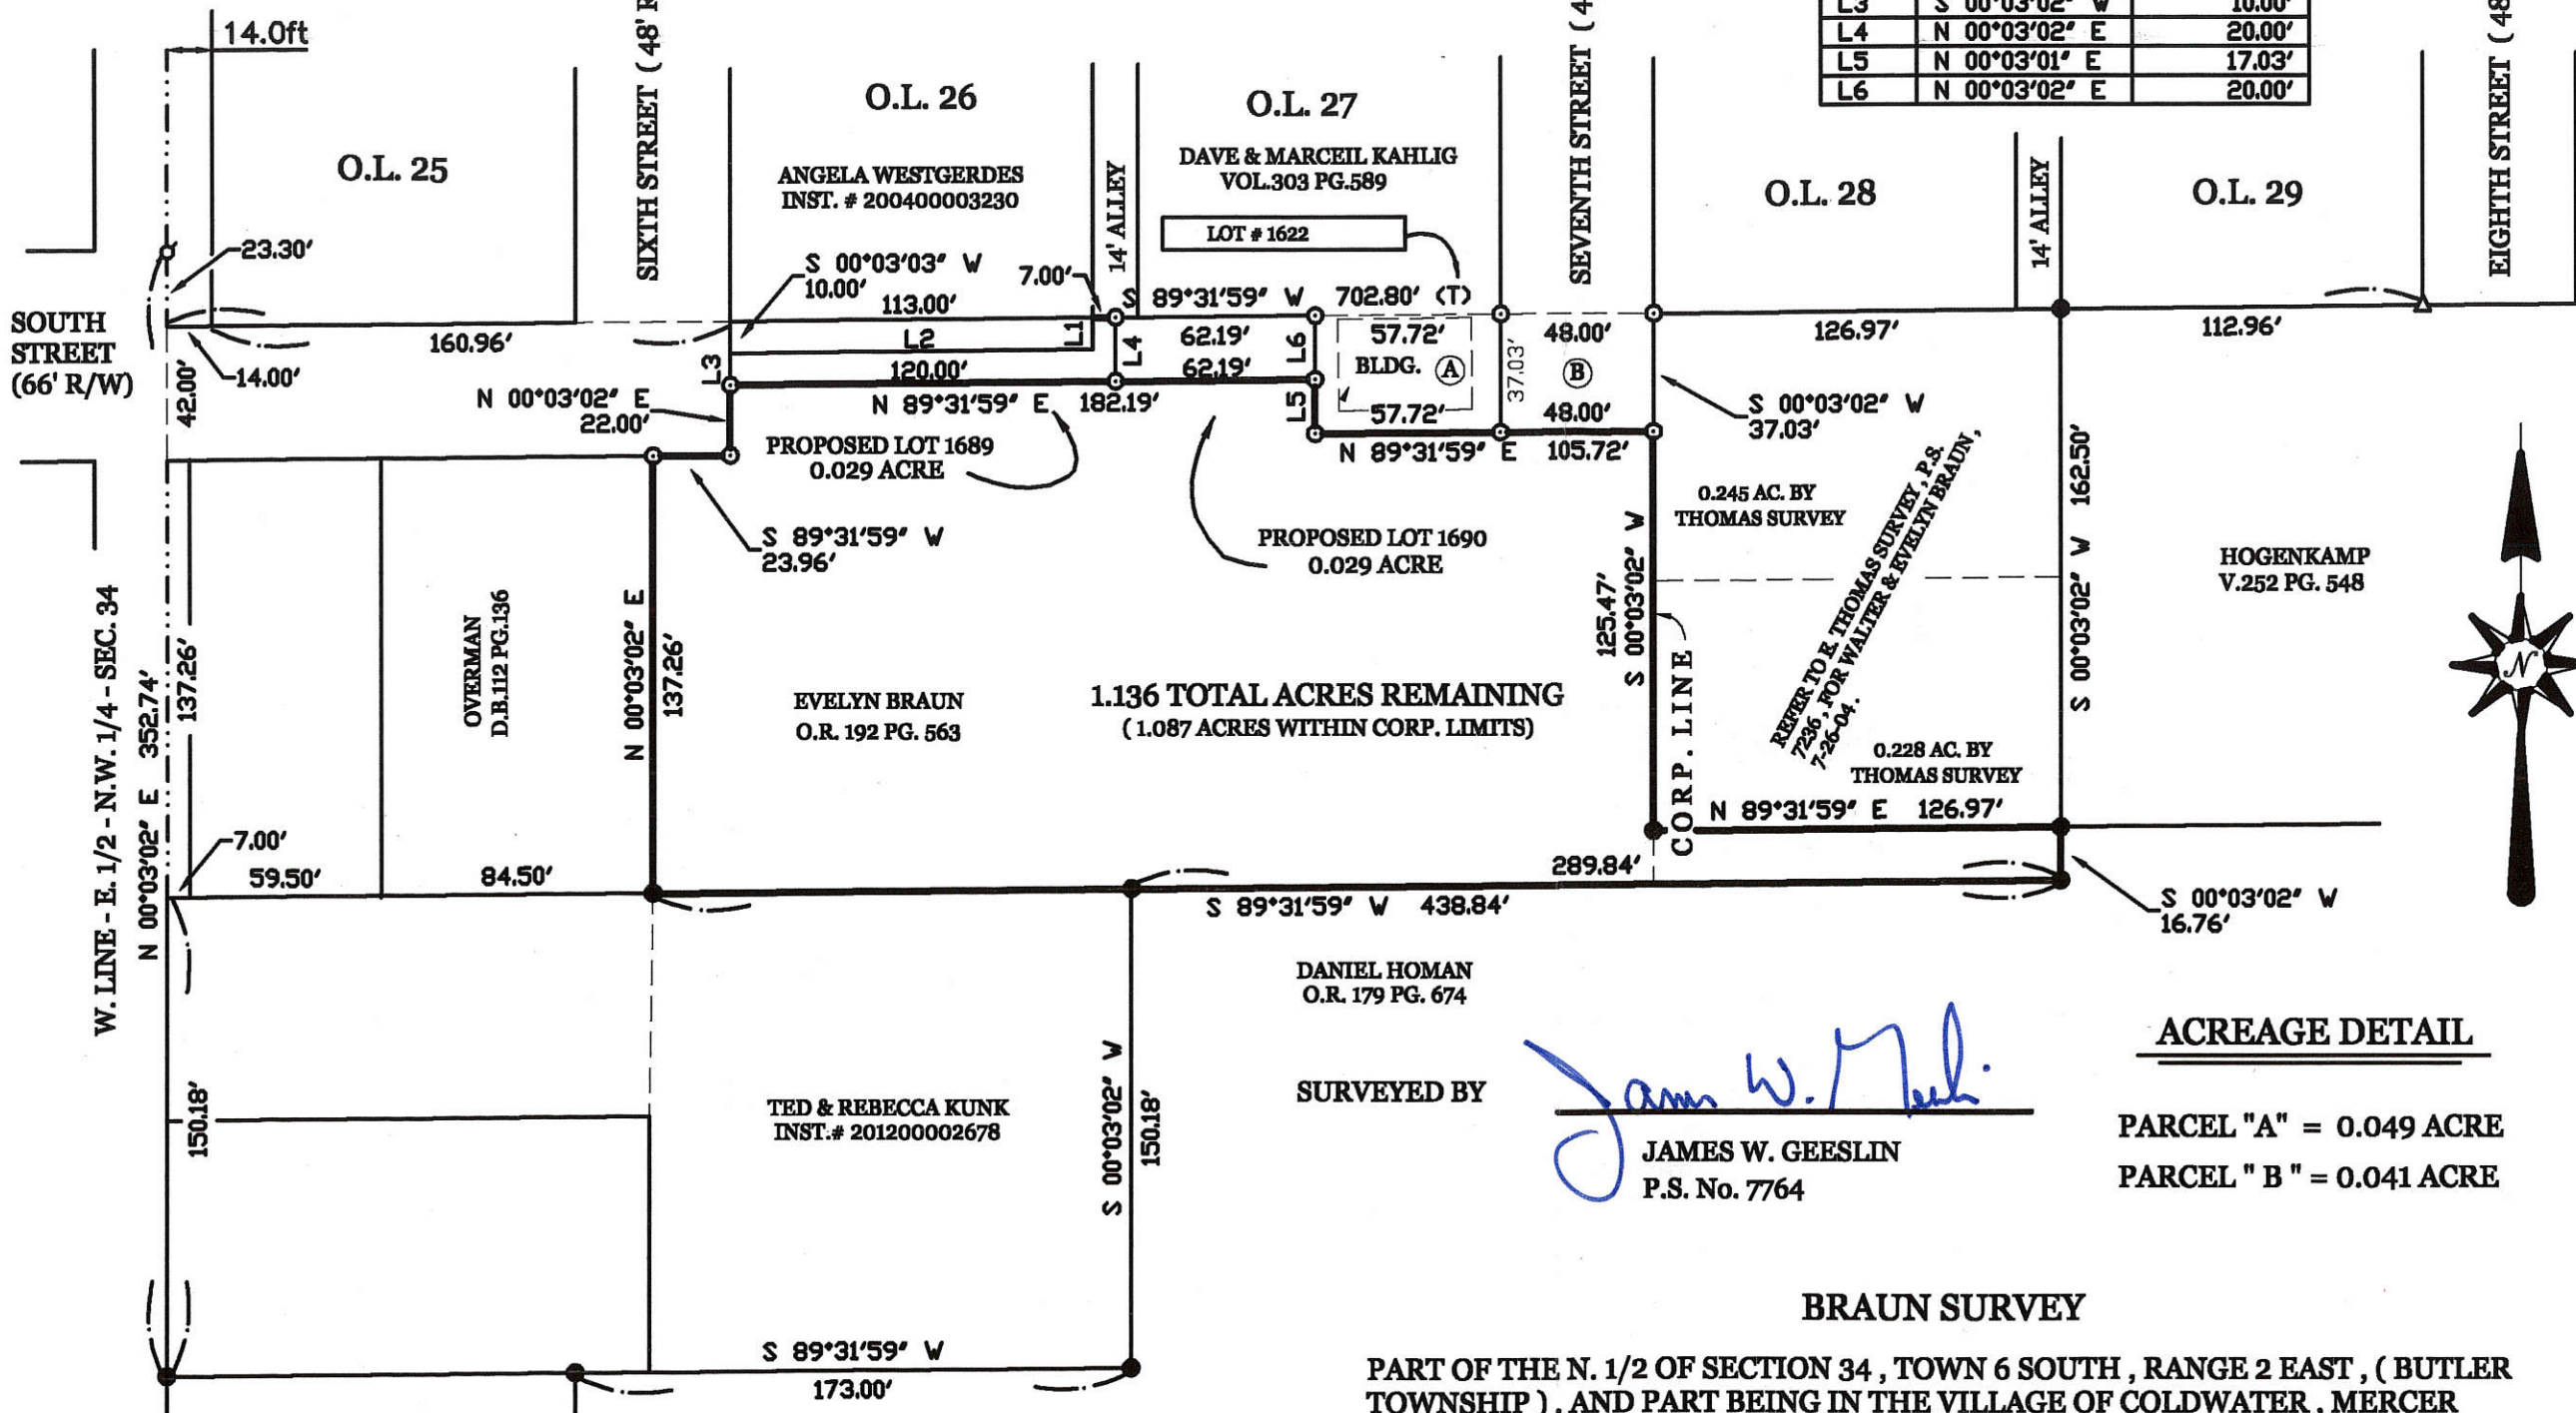 14.0ft
SIXTH STREET (48' R
O.L. 25
O.L. 26
O.L. 27
O.L. 28
O.L. 29
SEVENTH STREET (4
EIGHTH STREET (48
L3 S 00°03'02" W 10.00'
L4 N 00°03'02" E 20.00'
L5 N 00°03'01" E 17.03'
L6 N 00°03'02" E 20.00'
ANGELA WESTGERDES
INST. # 200400003230
DAVE & MARCEIL KAHLIG
VOL.303 PG.589
LOT # 1622
14' ALLEY
14' ALLEY
23.30'
SOUTH
STREET
(66' R/W)
42.00'
14.00'
160.96'
S 00°03'03" W
10.00'
113.00'
7.00'
S 89°31'59" W 702.80' (T)
L1
L2
L3
L4
L5
L6
120.00'
62.19'
62.19'
57.72'
BLDG. A
57.72'
37.03'
48.00'
B
48.00'
126.97'
112.96'
N 00°03'02" E
22.00'
N 89°31'59" E 182.19'
N 89°31'59" E 105.72'
S 00°03'02" W
37.03'
PROPOSED LOT 1689
0.029 ACRE
S 89°31'59" W
23.96'
PROPOSED LOT 1690
0.029 ACRE
0.245 AC. BY
THOMAS SURVEY
REFER TO E. THOMAS SURVEY, P.S.
7236, FOR WALTER & EVELYN BRAUN,
7-26-04.
S 00°03'02" W 162.50'
HOGENKAMP
V.252 PG. 548
N
W. LINE - E. 1/2 - N.W. 1/4 - SEC. 34
N 00°03'02" E 352.74'
137.26'
OVERMAN
D.B.112 PG.136
N 00°03'02" E
137.26'
EVELYN BRAUN
O.R. 192 PG. 563
1.136 TOTAL ACRES REMAINING
( 1.087 ACRES WITHIN CORP. LIMITS)
125.47'
S 00°03'02" W
CORP. LINE
0.228 AC. BY
THOMAS SURVEY
N 89°31'59" E 126.97'
7.00'
59.50'
84.50'
289.84'
S 89°31'59" W 438.84'
S 00°03'02" W
16.76'
DANIEL HOMAN
O.R. 179 PG. 674
150.18'
TED & REBECCA KUNK
INST.# 201200002678
S 00°03'02" W
150.18'
S 89°31'59" W
173.00'
SURVEYED BY
James W. Geeslin
JAMES W. GEESLIN
P.S. No. 7764
ACREAGE DETAIL
PARCEL "A" = 0.049 ACRE
PARCEL " B " = 0.041 ACRE
BRAUN SURVEY
PART OF THE N. 1/2 OF SECTION 34 , TOWN 6 SOUTH , RANGE 2 EAST , ( BUTLER
TOWNSHIP ) , AND PART BEING IN THE VILLAGE OF COLDWATER , MERCER